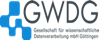 GWDG
Gesellschaft für wissenschaftliche
Datenverarbeitung mbH Göttingen